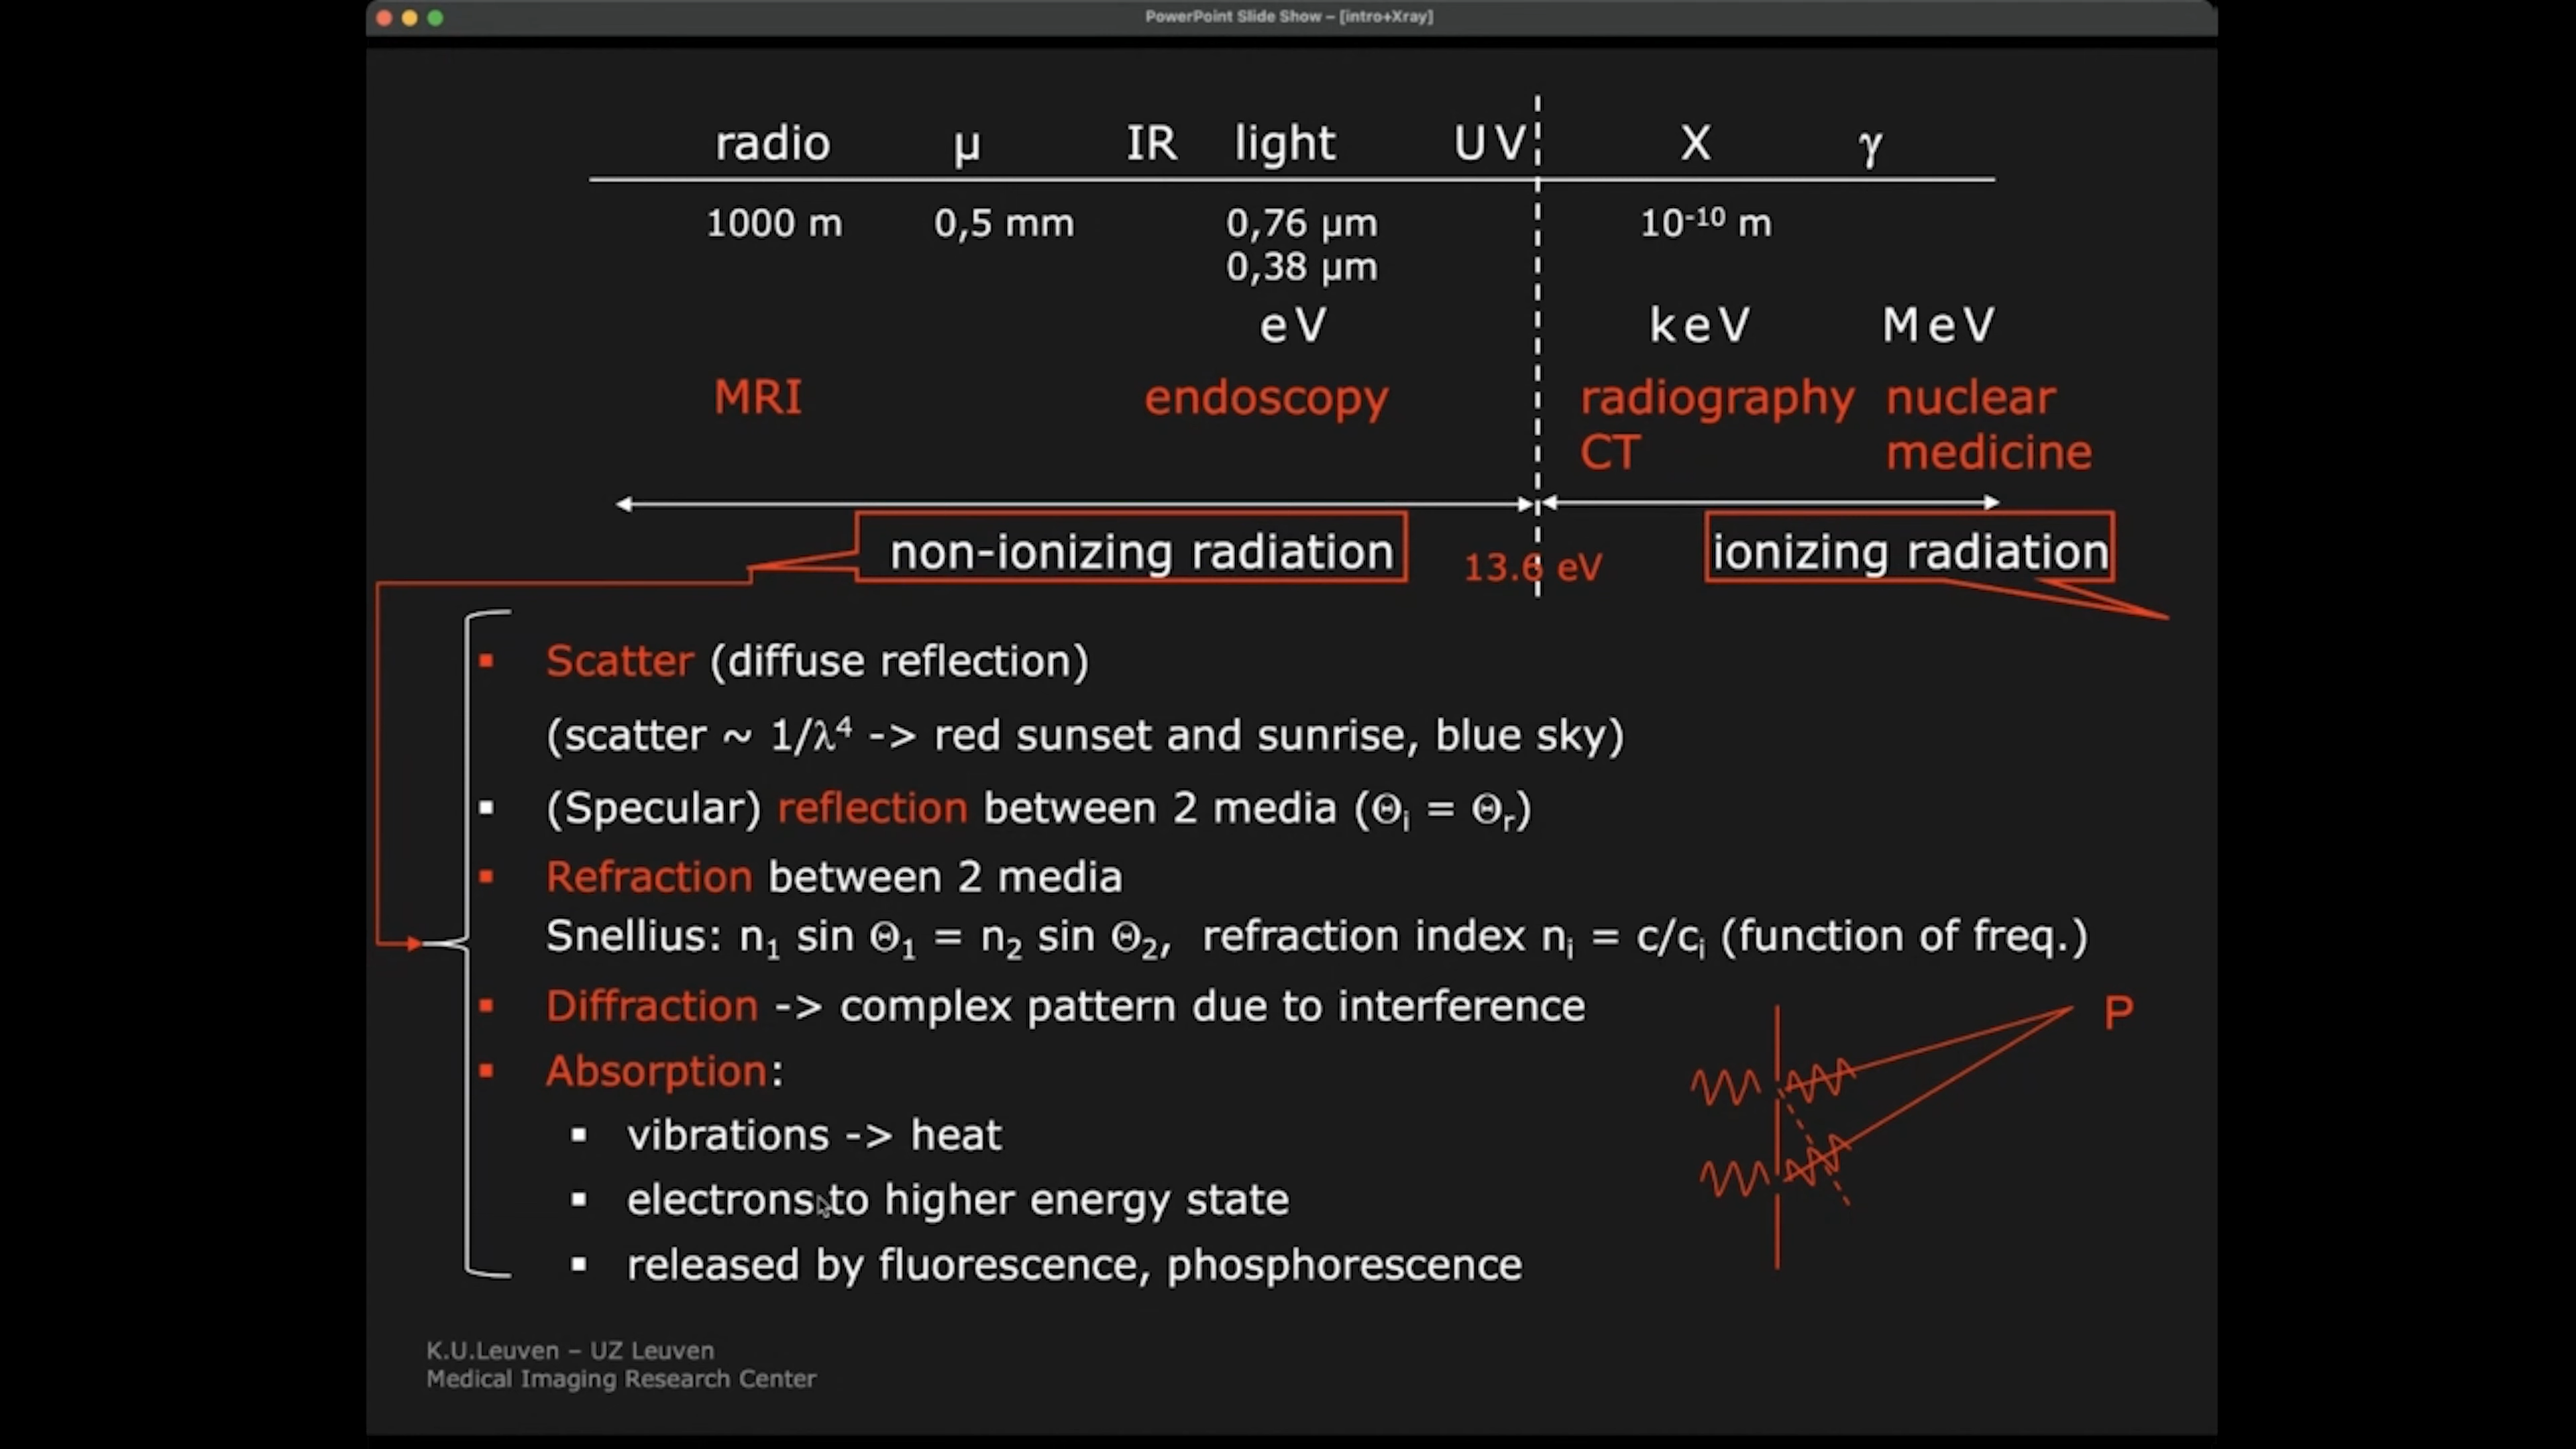 PowerPoint Slide Show – [intro+Xray]
radio μ IR light UV X γ
1000 m 0,5 mm 0,76 μm 10⁻¹⁰ m
0,38 μm
eV keV MeV
MRI endoscopy radiography nuclear
CT medicine
non-ionizing radiation 13.6 eV ionizing radiation
▪ Scatter (diffuse reflection)
(scatter ~ 1/λ⁴ -> red sunset and sunrise, blue sky)
▪ (Specular) reflection between 2 media (Θᵢ = Θᵣ)
▪ Refraction between 2 media
Snellius: n₁ sin Θ₁ = n₂ sin Θ₂, refraction index nᵢ = c/cᵢ (function of freq.)
▪ Diffraction -> complex pattern due to interference
P
▪ Absorption:
▪ vibrations -> heat
▪ electrons to higher energy state
▪ released by fluorescence, phosphorescence
K.U.Leuven – UZ Leuven
Medical Imaging Research Center